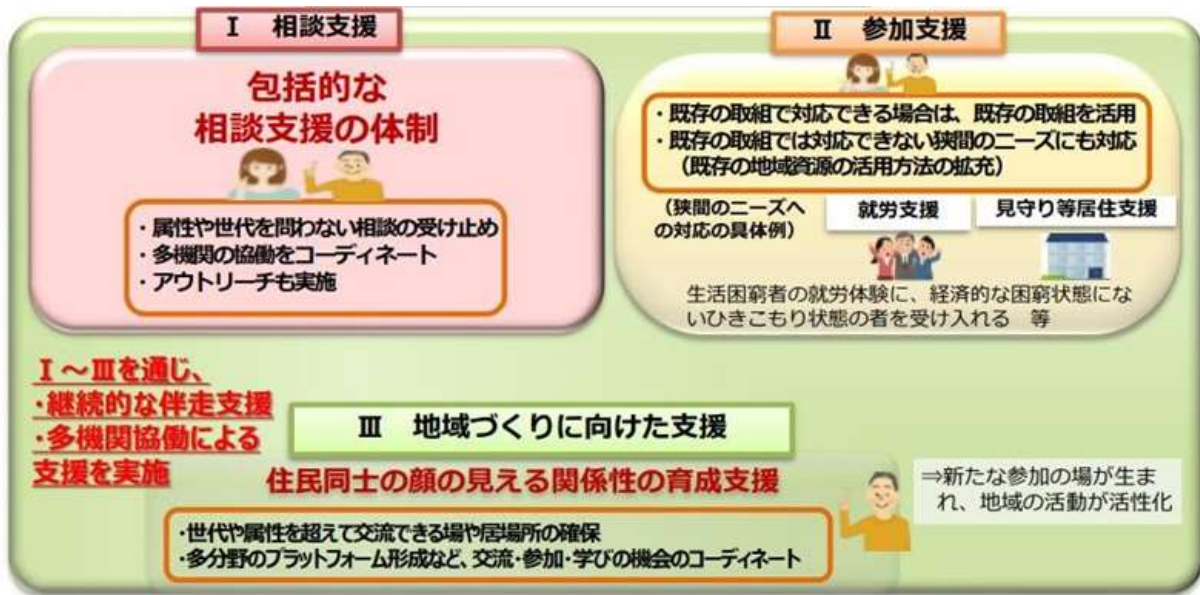 Ⅰ 相談支援
包括的な
相談支援の体制
・属性や世代を問わない相談の受け止め
・多機関の協働をコーディネート
・アウトリーチも実施
Ⅱ 参加支援
・既存の取組で対応できる場合は、既存の取組を活用
・既存の取組では対応できない狭間のニーズにも対応
（既存の地域資源の活用方法の拡充）
（狭間のニーズへ
の対応の具体例）
就労支援
見守り等居住支援
生活困窮者の就労体験に、経済的な困窮状態にな
いひきこもり状態の者を受け入れる 等
Ⅰ～Ⅲを通じ、
・継続的な伴走支援
・多機関協働による
支援を実施
Ⅲ 地域づくりに向けた支援
住民同士の顔の見える関係性の育成支援
・世代や属性を超えて交流できる場や居場所の確保
・多分野のプラットフォーム形成など、交流・参加・学びの機会のコーディネート
⇒新たな参加の場が生ま
れ、地域の活動が活性化